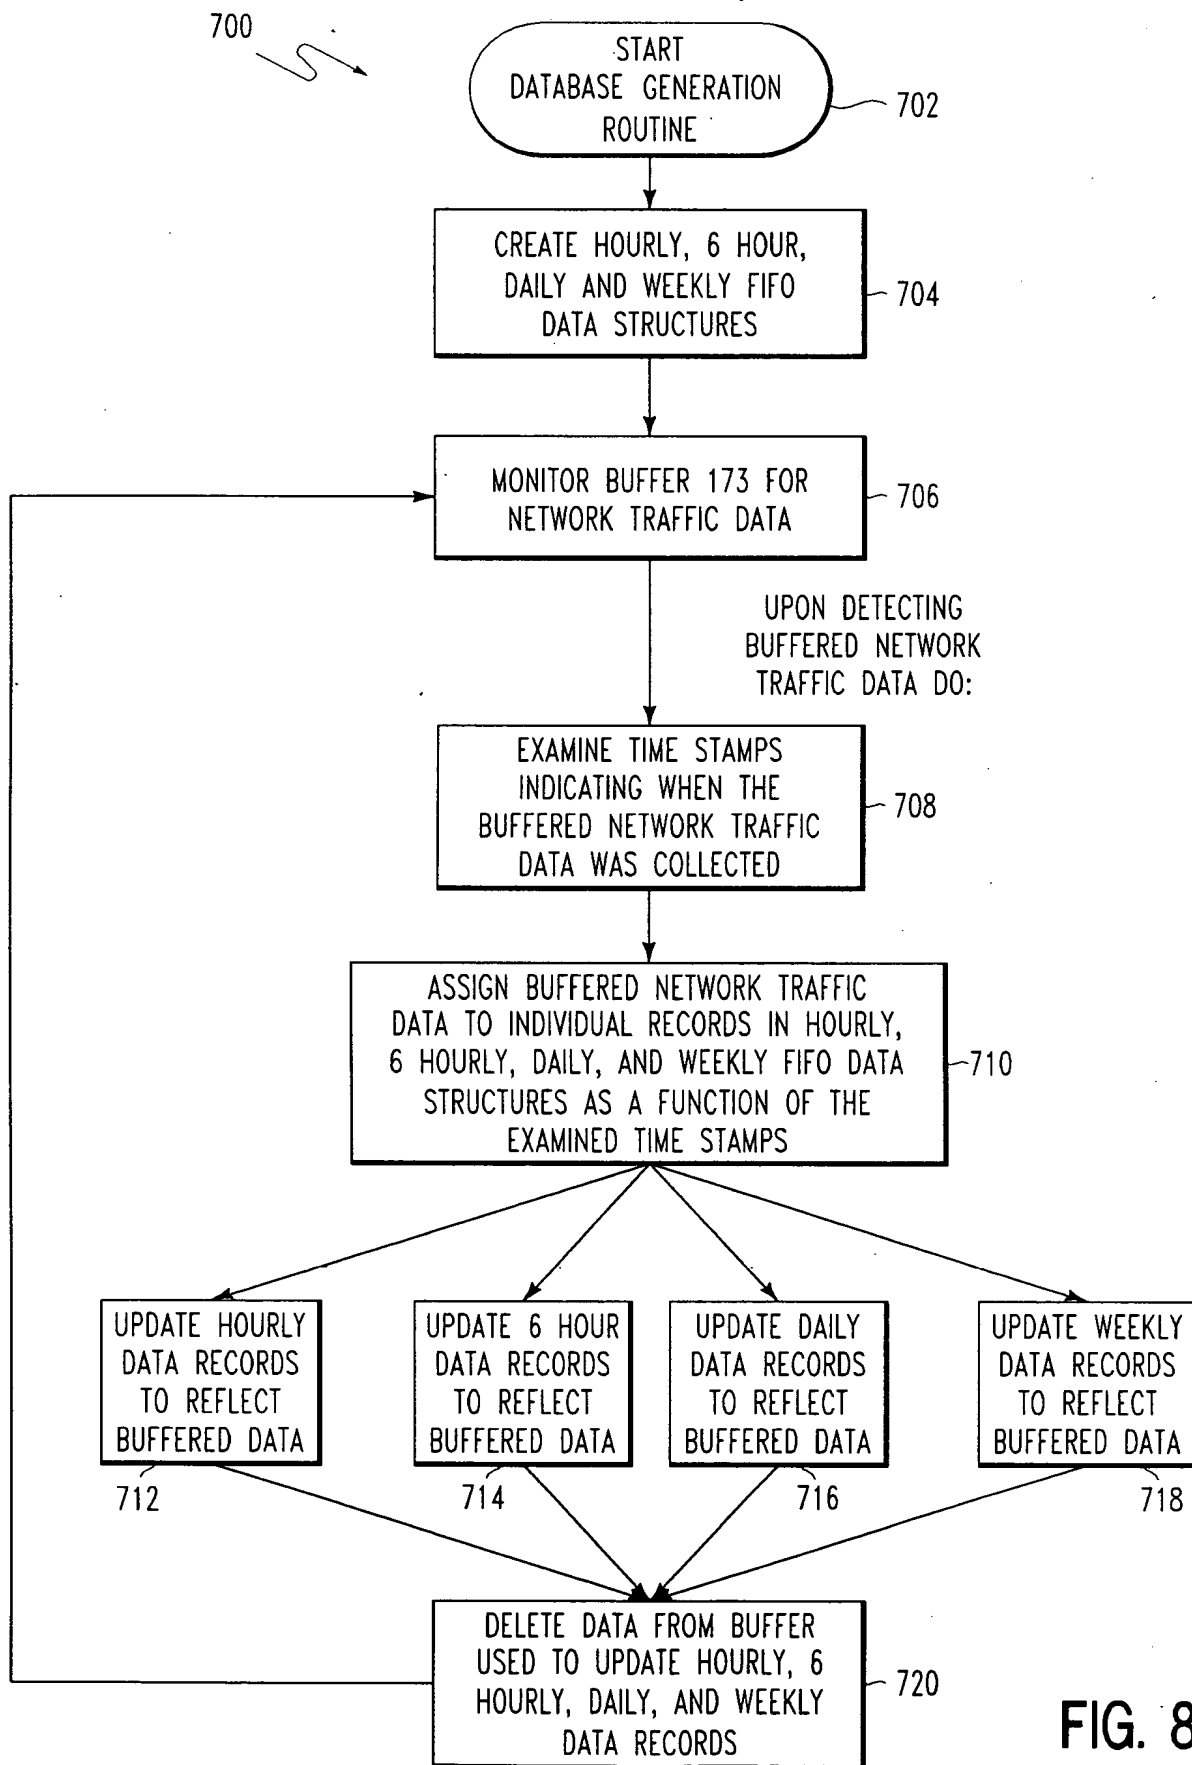 700
START
DATABASE GENERATION
ROUTINE
702
CREATE HOURLY, 6 HOUR,
DAILY AND WEEKLY FIFO
DATA STRUCTURES
704
MONITOR BUFFER 173 FOR
NETWORK TRAFFIC DATA
706
UPON DETECTING
BUFFERED NETWORK
TRAFFIC DATA DO:
EXAMINE TIME STAMPS
INDICATING WHEN THE
BUFFERED NETWORK TRAFFIC
DATA WAS COLLECTED
708
ASSIGN BUFFERED NETWORK TRAFFIC
DATA TO INDIVIDUAL RECORDS IN HOURLY,
6 HOURLY, DAILY, AND WEEKLY FIFO DATA
STRUCTURES AS A FUNCTION OF THE
EXAMINED TIME STAMPS
710
UPDATE HOURLY
DATA RECORDS
TO REFLECT
BUFFERED DATA
712
UPDATE 6 HOUR
DATA RECORDS
TO REFLECT
BUFFERED DATA
714
UPDATE DAILY
DATA RECORDS
TO REFLECT
BUFFERED DATA
716
UPDATE WEEKLY
DATA RECORDS
TO REFLECT
BUFFERED DATA
718
DELETE DATA FROM BUFFER
USED TO UPDATE HOURLY, 6
HOURLY, DAILY, AND WEEKLY
DATA RECORDS
720
FIG. 8